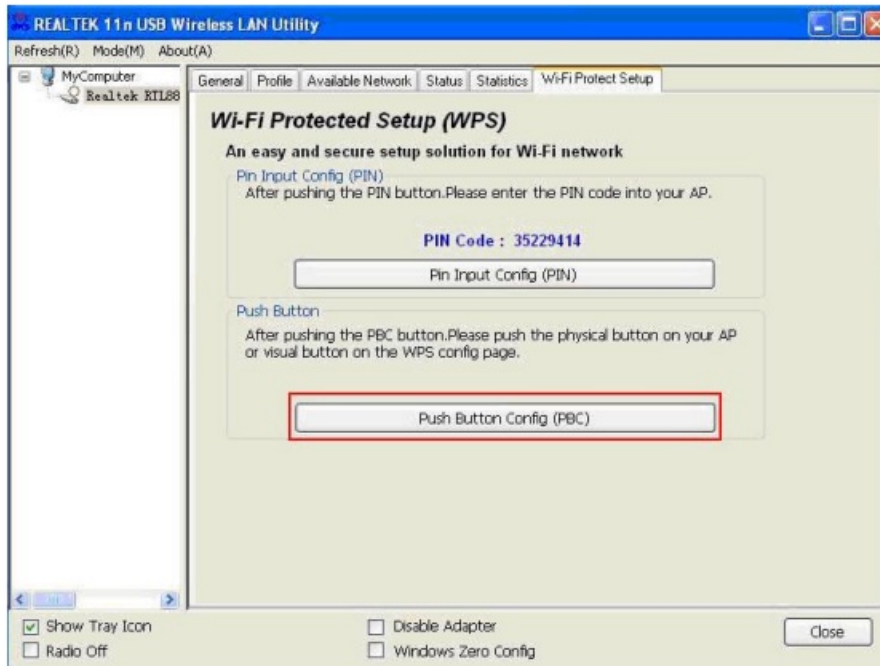 REALTEK 11n USB Wireless LAN Utility
Refresh(R) Mode(M) About(A)
MyComputer
Realtek RTL88
General Profile Available Network Status Statistics Wi-Fi Protect Setup
Wi-Fi Protected Setup (WPS)
An easy and secure setup solution for Wi-Fi network
Pin Input Config (PIN)
After pushing the PIN button.Please enter the PIN code into your AP.
PIN Code : 35229414
Pin Input Config (PIN)
Push Button
After pushing the PBC button.Please push the physical button on your AP
or visual button on the WPS config page.
Push Button Config (PBC)
Show Tray Icon
Radio Off
Disable Adapter
Windows Zero Config
Close